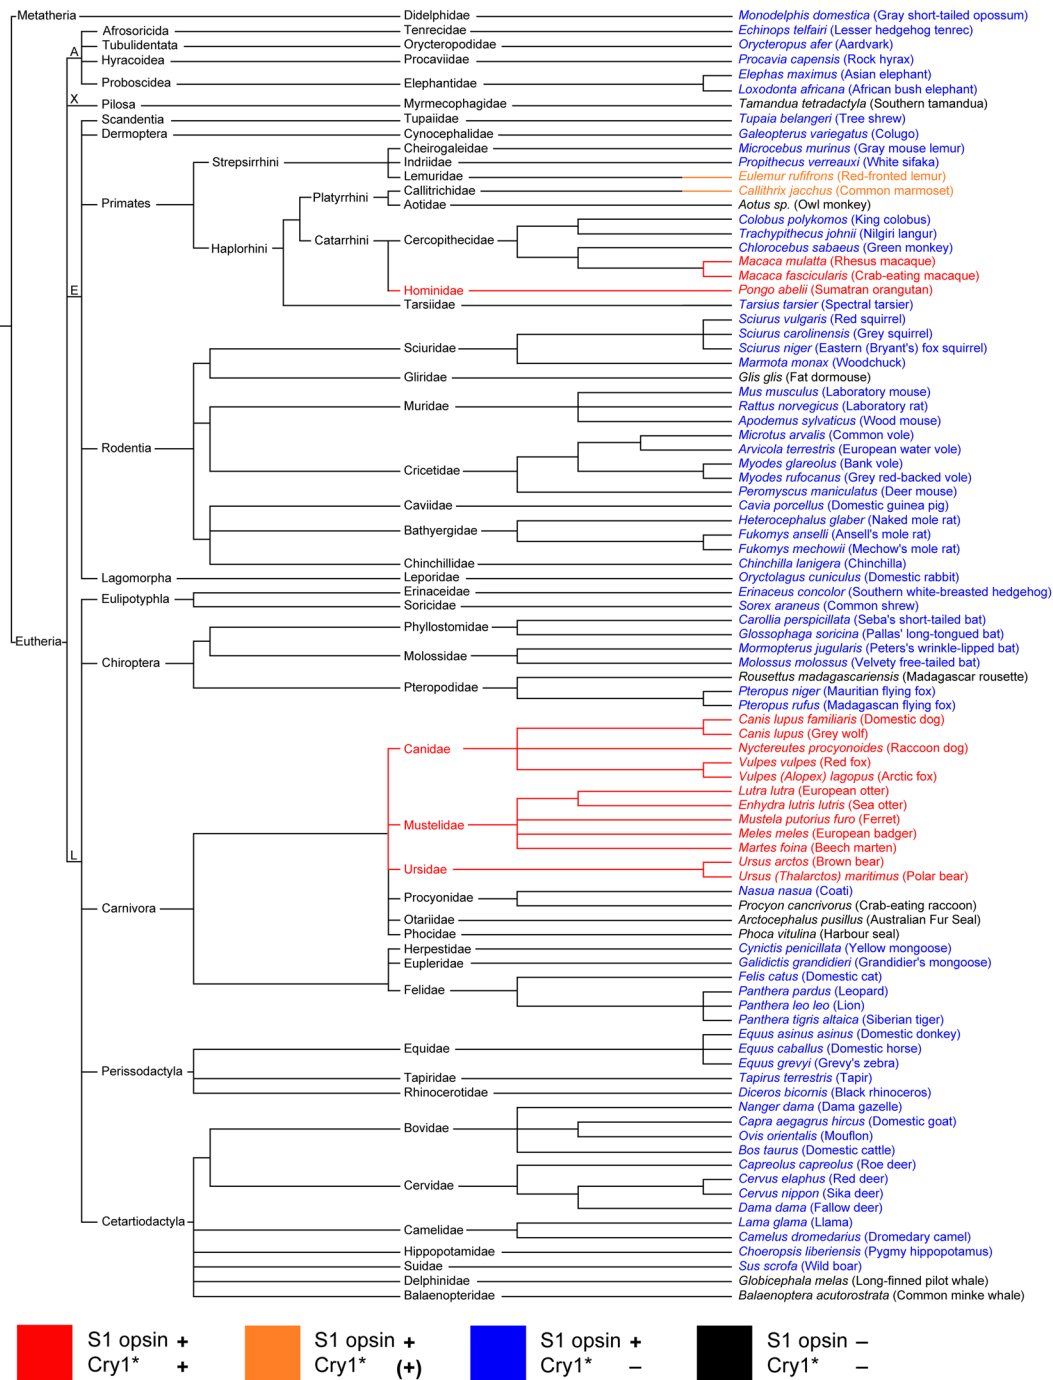 Metatheria Didelphidae Monodelphis domestica (Gray short-tailed opossum)
Afrosoricida Tenrecidae Echinops telfairi (Lesser hedgehog tenrec)
Tubulidentata Orycteropodidae Orycteropus afer (Aardvark)
A
Hyracoidea Procaviidae Procavia capensis (Rock hyrax)
Elephas maximus (Asian elephant)
Proboscidea Elephantidae
Loxodonta africana (African bush elephant)
X
Pilosa Myrmecophagidae Tamandua tetradactyla (Southern tamandua)
Scandentia Tupaiidae Tupaia belangeri (Tree shrew)
Dermoptera Cynocephalidae Galeopterus variegatus (Colugo)
Cheirogaleidae Microcebus murinus (Gray mouse lemur)
Strepsirrhini Indriidae Propithecus verreauxi (White sifaka)
Lemuridae Eulemur rufifrons (Red-fronted lemur)
Platyrrhini Callitrichidae Callithrix jacchus (Common marmoset)
Primates Aotidae Aotus sp. (Owl monkey)
Colobus polykomos (King colobus)
Trachypithecus johnii (Nilgiri langur)
Catarrhini Cercopithecidae
Haplorhini Chlorocebus sabaeus (Green monkey)
Macaca mulatta (Rhesus macaque)
Macaca fascicularis (Crab-eating macaque)
E Hominidae Pongo abelii (Sumatran orangutan)
Tarsiidae Tarsius tarsier (Spectral tarsier)
Sciurus vulgaris (Red squirrel)
Sciurus carolinensis (Grey squirrel)
Sciuridae Sciurus niger (Eastern (Bryant's) fox squirrel)
Marmota monax (Woodchuck)
Gliridae Glis glis (Fat dormouse)
Mus musculus (Laboratory mouse)
Muridae Rattus norvegicus (Laboratory rat)
Apodemus sylvaticus (Wood mouse)
Microtus arvalis (Common vole)
Rodentia Arvicola terrestris (European water vole)
Myodes glareolus (Bank vole)
Cricetidae
Myodes rufocanus (Grey red-backed vole)
Peromyscus maniculatus (Deer mouse)
Caviidae Cavia porcellus (Domestic guinea pig)
Heterocephalus glaber (Naked mole rat)
Bathyergidae
Fukomys anselli (Ansell's mole rat)
Fukomys mechowii (Mechow's mole rat)
Chinchillidae Chinchilla lanigera (Chinchilla)
Lagomorpha Leporidae Oryctolagus cuniculus (Domestic rabbit)
Erinaceidae Erinaceus concolor (Southern white-breasted hedgehog)
Eulipotyphla
Soricidae Sorex araneus (Common shrew)
Carollia perspicillata (Seba's short-tailed bat)
Phyllostomidae
Glossophaga soricina (Pallas' long-tongued bat)
Eutheria
Mormopterus jugularis (Peters's wrinkle-lipped bat)
Molossidae
Chiroptera Molossus molossus (Velvety free-tailed bat)
Rousettus madagascariensis (Madagascar rousette)
Pteropodidae
Pteropus niger (Mauritian flying fox)
Pteropus rufus (Madagascan flying fox)
Canis lupus familiaris (Domestic dog)
Canis lupus (Grey wolf)
Canidae Nyctereutes procyonoides (Raccoon dog)
Vulpes vulpes (Red fox)
Vulpes (Alopex) lagopus (Arctic fox)
Lutra lutra (European otter)
Enhydra lutris lutris (Sea otter)
Mustelidae Mustela putorius furo (Ferret)
Meles meles (European badger)
Martes foina (Beech marten)
L
Ursus arctos (Brown bear)
Ursidae
Ursus (Thalarctos) maritimus (Polar bear)
Nasua nasua (Coati)
Procyonidae
Carnivora Procyon cancrivorus (Crab-eating raccoon)
Otariidae Arctocephalus pusillus (Australian Fur Seal)
Phocidae Phoca vitulina (Harbour seal)
Herpestidae Cynictis penicillata (Yellow mongoose)
Eupleridae Galidictis grandidieri (Grandidier's mongoose)
Felis catus (Domestic cat)
Felidae Panthera pardus (Leopard)
Panthera leo leo (Lion)
Panthera tigris altaica (Siberian tiger)
Equus asinus asinus (Domestic donkey)
Equidae Equus caballus (Domestic horse)
Equus grevyi (Grevy's zebra)
Perissodactyla
Tapiridae Tapirus terrestris (Tapir)
Rhinocerotidae Diceros bicornis (Black rhinoceros)
Nanger dama (Dama gazelle)
Bovidae Capra aegagrus hircus (Domestic goat)
Ovis orientalis (Mouflon)
Bos taurus (Domestic cattle)
Capreolus capreolus (Roe deer)
Cervidae Cervus elaphus (Red deer)
Cervus nippon (Sika deer)
Dama dama (Fallow deer)
Cetartiodactyla Lama glama (Llama)
Camelidae
Camelus dromedarius (Dromedary camel)
Hippopotamidae Choeropsis liberiensis (Pygmy hippopotamus)
Suidae Sus scrofa (Wild boar)
Delphinidae Globicephala melas (Long-finned pilot whale)
Balaenopteridae Balaenoptera acutorostrata (Common minke whale)
S1 opsin + S1 opsin + S1 opsin + S1 opsin −
Cry1* + Cry1* (+) Cry1* − Cry1* −